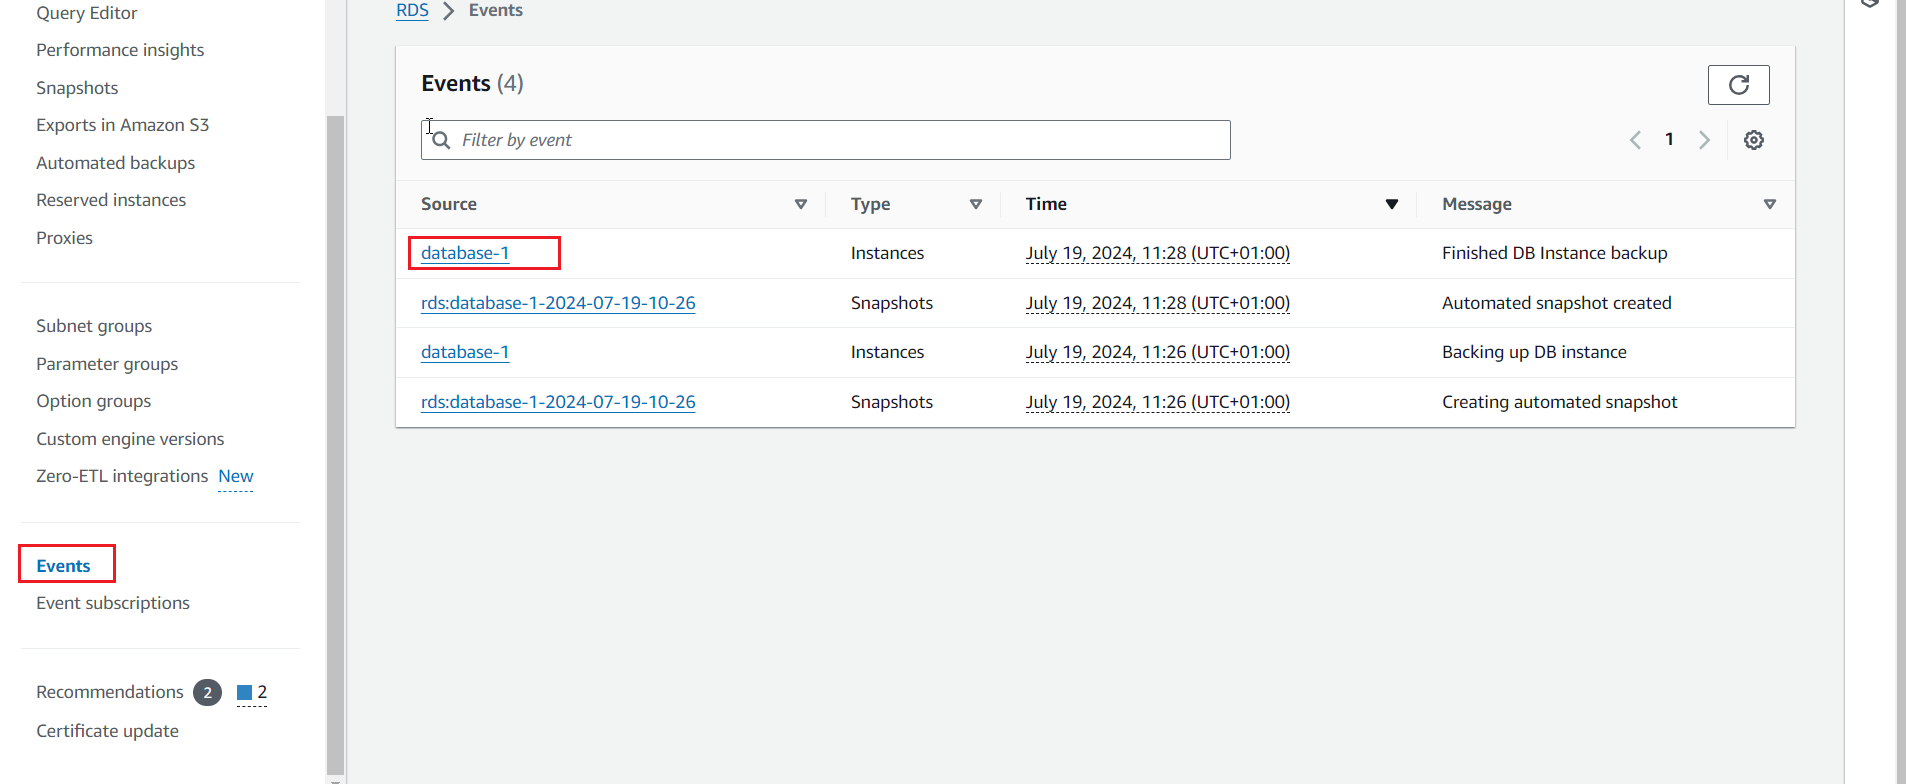 Query Editor
Performance insights
Snapshots
Exports in Amazon S3
Automated backups
Reserved instances
Proxies
Subnet groups
Parameter groups
Option groups
Custom engine versions
Zero-ETL integrations New
Events
Event subscriptions
Recommendations 2 2
Certificate update
RDS Events
Events (4)
Filter by event
1
Source Type Time Message
database-1 Instances July 19, 2024, 11:28 (UTC+01:00) Finished DB Instance backup
rds:database-1-2024-07-19-10-26 Snapshots July 19, 2024, 11:28 (UTC+01:00) Automated snapshot created
database-1 Instances July 19, 2024, 11:26 (UTC+01:00) Backing up DB instance
rds:database-1-2024-07-19-10-26 Snapshots July 19, 2024, 11:26 (UTC+01:00) Creating automated snapshot